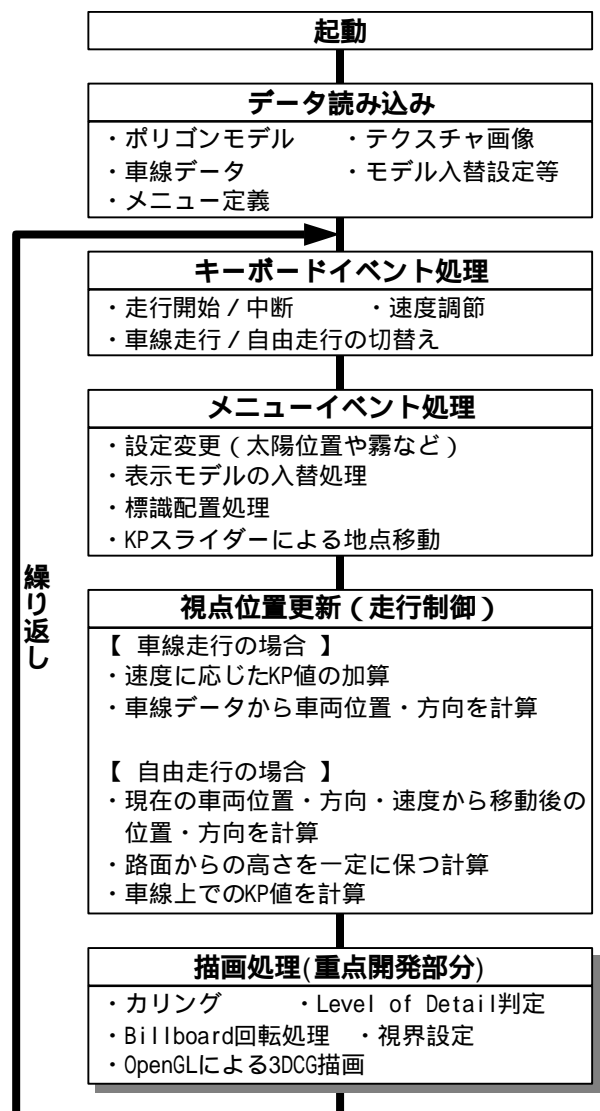 起動
データ読み込み
・ポリゴンモデル ・テクスチャ画像
・車線データ ・モデル入替設定等
・メニュー定義
キーボードイベント処理
・走行開始 / 中断 ・速度調節
・車線走行 / 自由走行の切替え
メニューイベント処理
・設定変更 ( 太陽位置や霧など )
・表示モデルの入替処理
・標識配置処理
・KPスライダーによる地点移動
繰り返し
視点位置更新 ( 走行制御 )
【 車線走行の場合 】
・速度に応じたKP値の加算
・車線データから車両位置・方向を計算
【 自由走行の場合 】
・現在の車両位置・方向・速度から移動後の
位置・方向を計算
・路面からの高さを一定に保つ計算
・車線上でのKP値を計算
描画処理(重点開発部分)
・カリング ・Level of Detail判定
・Billboard回転処理 ・視界設定
・OpenGLによる3DCG描画